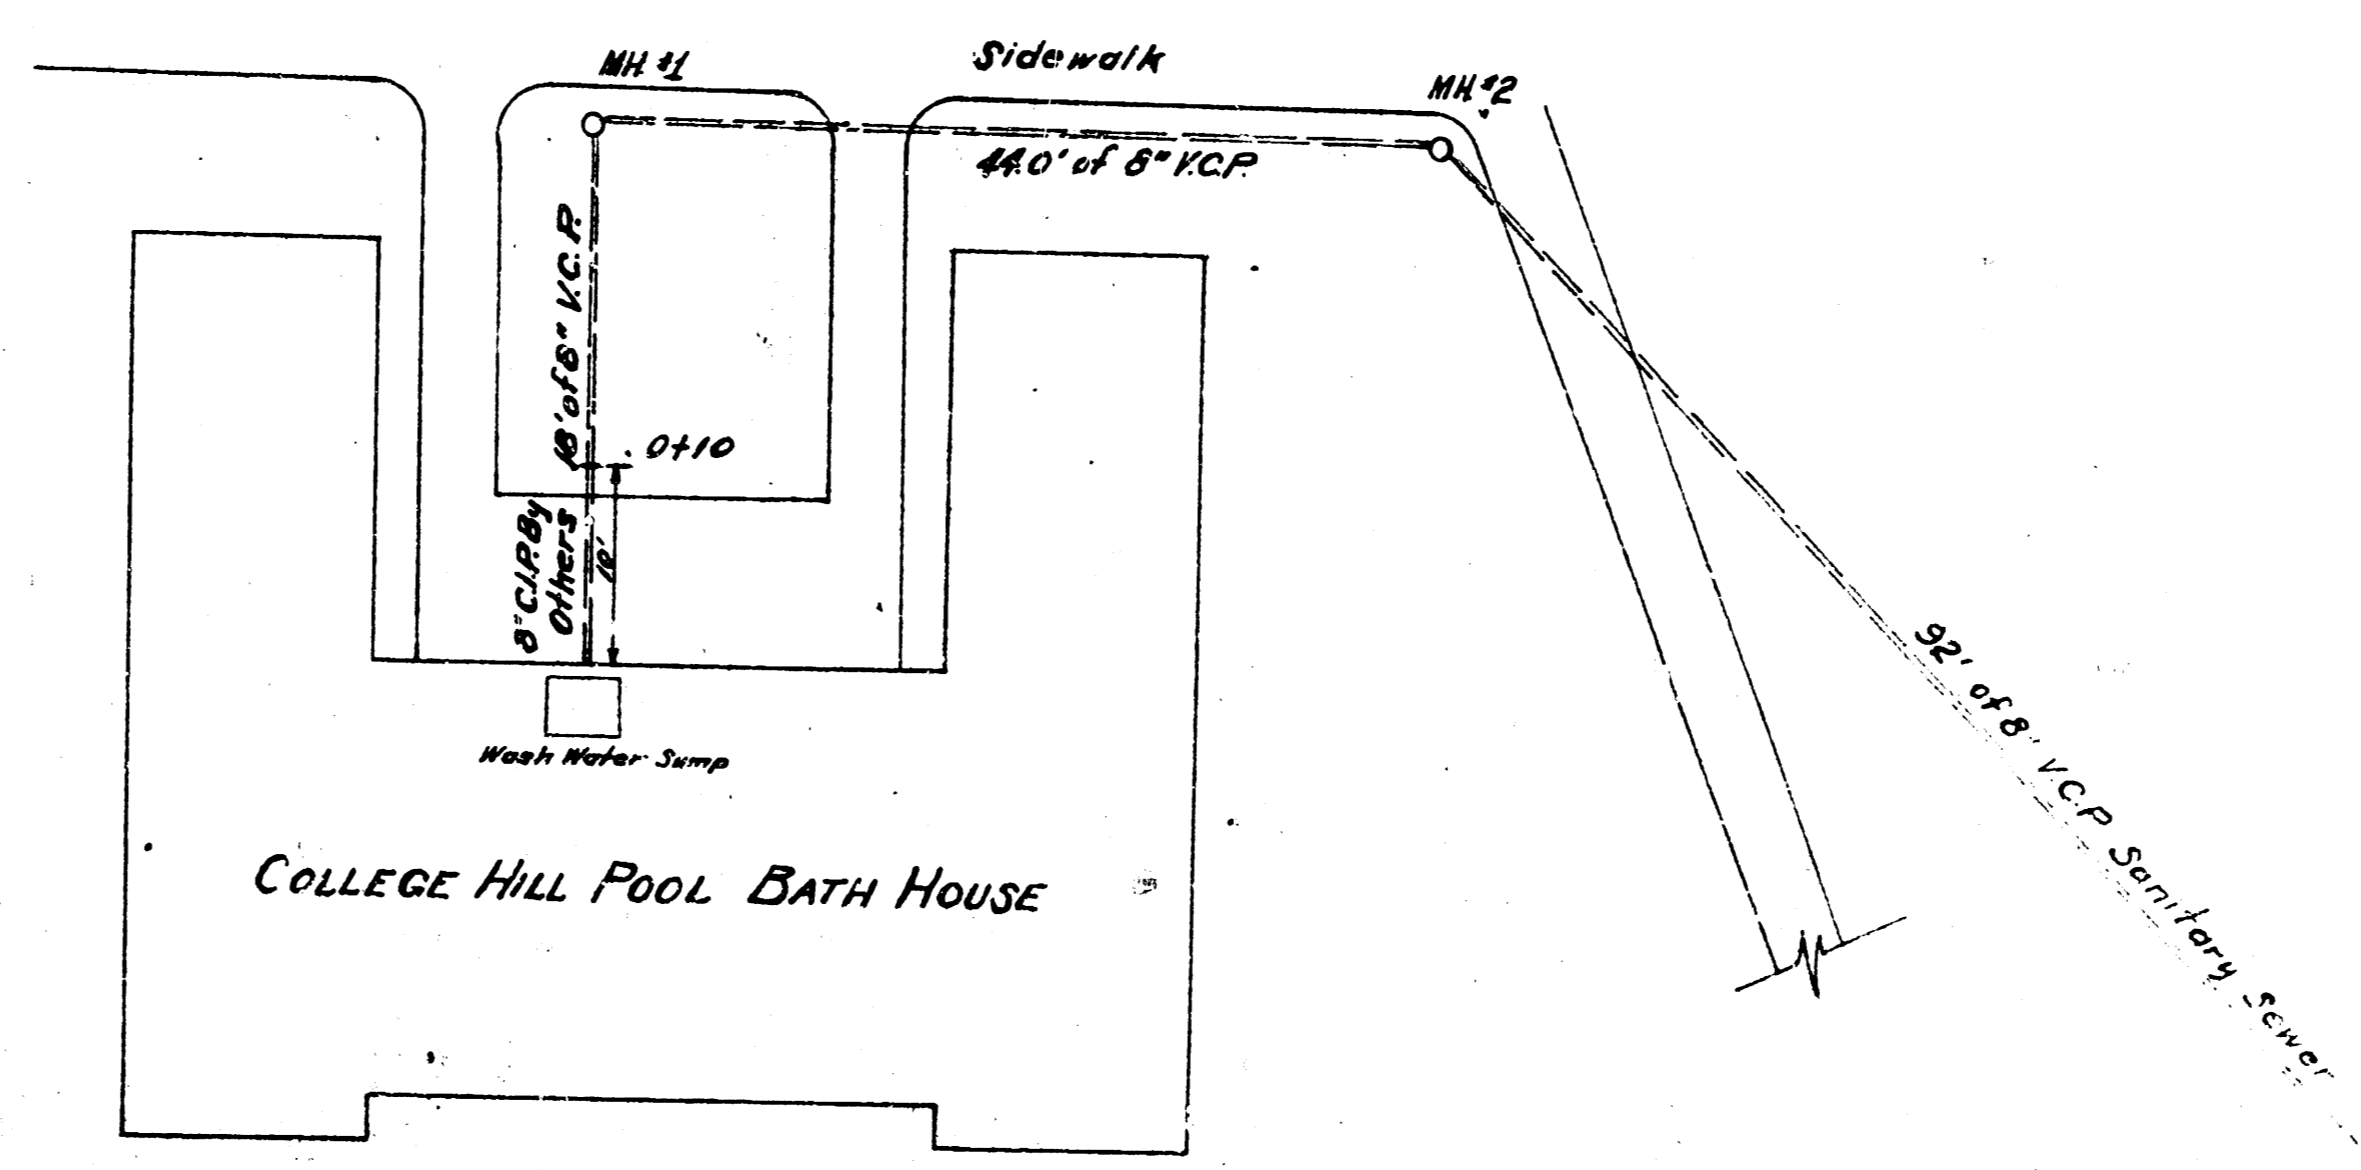 MH. #1
Sidewalk
MH. #2
44.0' of 8" V.C.P.
18' of 8" V.C.P.
0+10
8" C.I.P. By
Others
10'
Wash Water Sump
COLLEGE HILL POOL BATH HOUSE
92' of 8" V.C.P. Sanitary Sewer